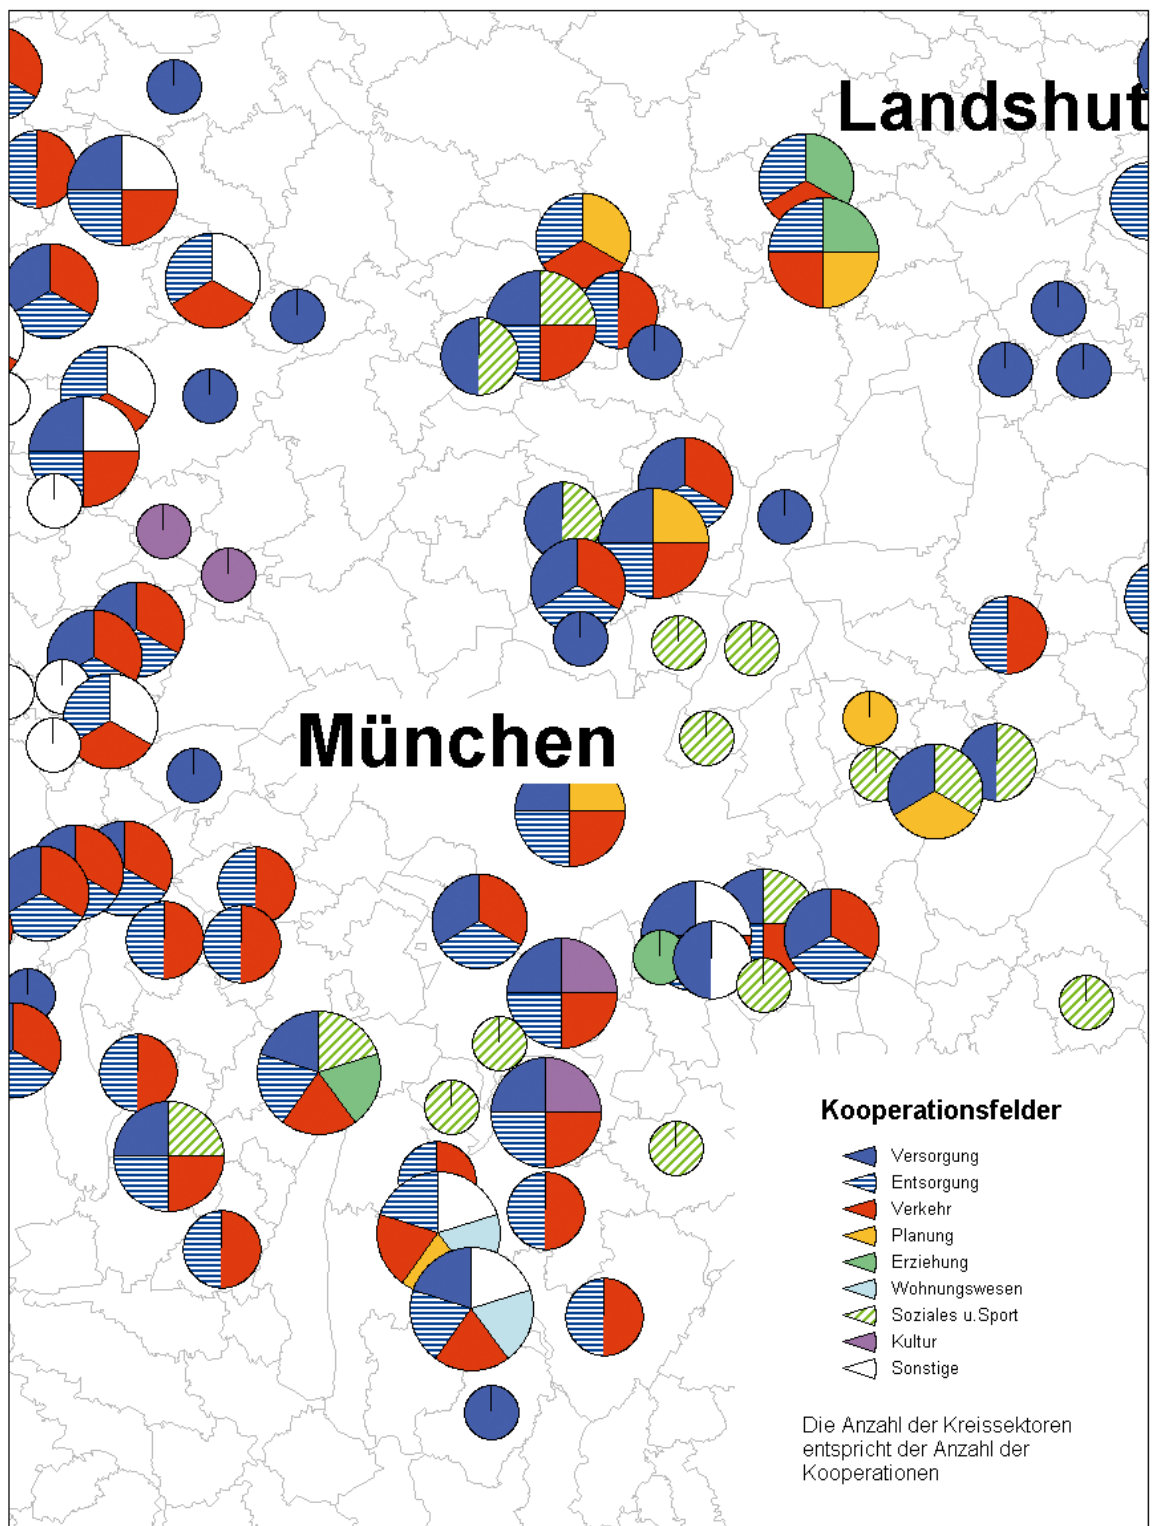 Landshut
München
Kooperationsfelder
Versorgung
Entsorgung
Verkehr
Planung
Erziehung
Wohnungswesen
Soziales u.Sport
Kultur
Sonstige
Die Anzahl der Kreissektoren
entspricht der Anzahl der
Kooperationen